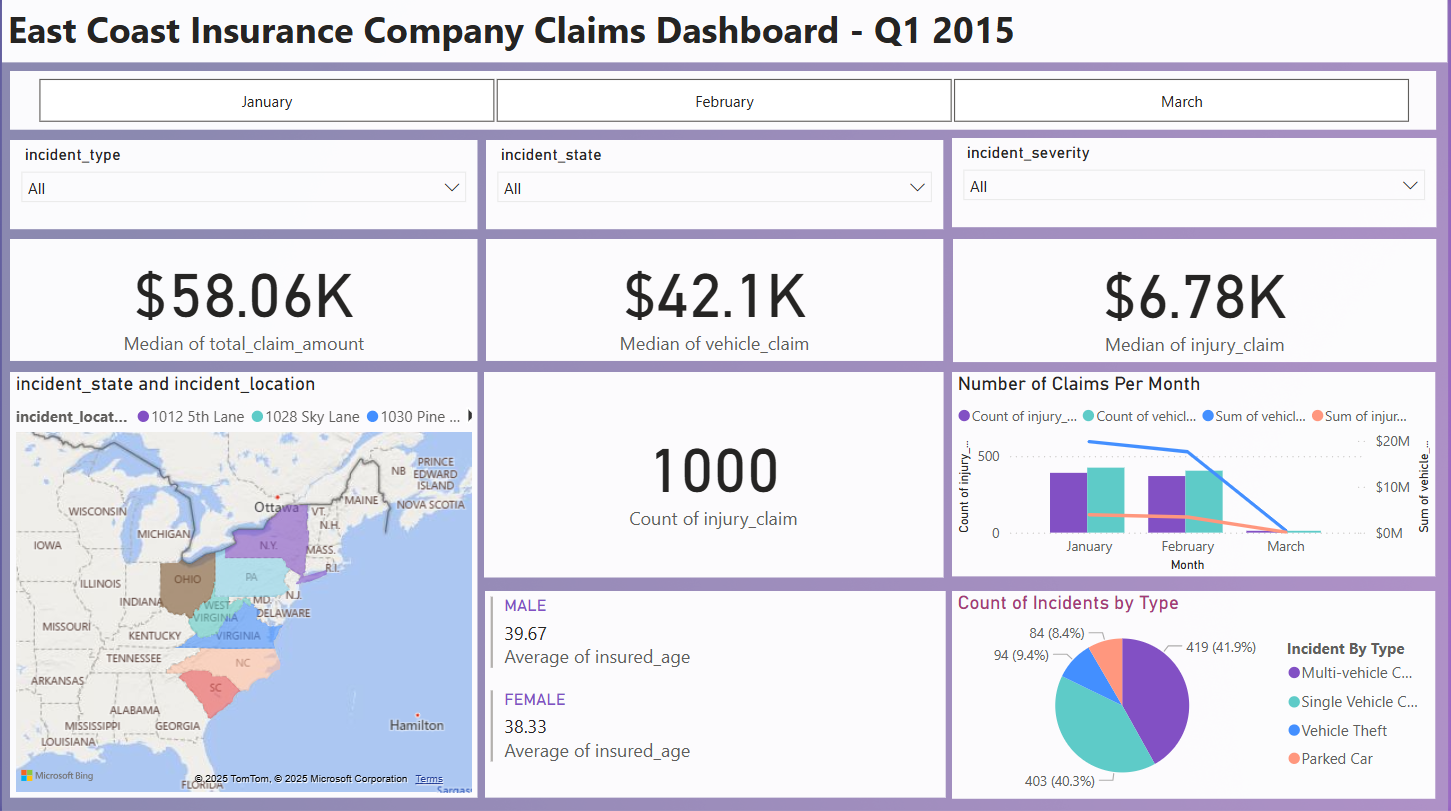 East Coast Insurance Company Claims Dashboard - Q1 2015
January
February
March
incident_type
All
incident_state
All
incident_severity
All
$58.06K
Median of total_claim_amount
$42.1K
Median of vehicle_claim
$6.78K
Median of injury_claim
incident_state and incident_location
incident_locat...
1012 5th Lane
1028 Sky Lane
1030 Pine ...
PRINCE
EDWARD
ISLAND
NB
NOVA SCOTIA
Ottawa
MAINE
VT.
N.H.
WISCONSIN
MICHIGAN
N.Y.
MASS.
R.I.
IOWA
OHIO
PA
ILLINOIS
INDIANA
N.J.
MD.
WEST
VIRGINIA
DELAWARE
MISSOURI
KENTUCKY
VIRGINIA
TENNESSEE
NC
ARKANSAS
SC
ALABAMA
MISSISSIPPI
GEORGIA
Hamilton
LOUISIANA
Microsoft Bing
© 2025 TomTom, © 2025 Microsoft Corporation
Terms
FLORIDA
Sargas
1000
Count of injury_claim
MALE
39.67
Average of insured_age
FEMALE
38.33
Average of insured_age
Number of Claims Per Month
Count of injury_...
Count of vehicl...
Sum of vehicl...
Sum of injur...
Count of injury_...
500
0
$20M
$10M
$0M
Sum of vehicle_...
January
February
March
Month
Count of Incidents by Type
84 (8.4%)
94 (9.4%)
419 (41.9%)
403 (40.3%)
Incident By Type
Multi-vehicle C...
Single Vehicle C...
Vehicle Theft
Parked Car